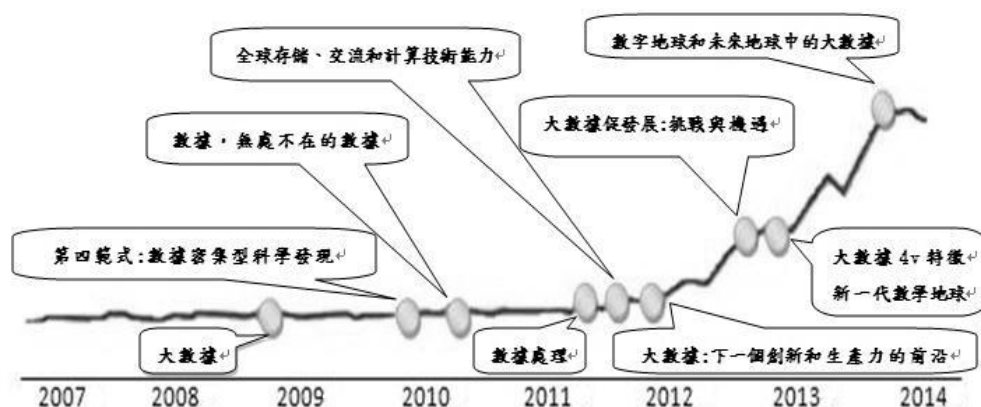 數字地球和未來地球中的大數據
全球存儲、交流和計算技術能力
大數據促發展:挑戰與機遇
數據，無處不在的數據
第四範式:數據密集型科學發現
大數據 4v 特徵
新一代數學地球
大數據
數據處理
大數據:下一個創新和生產力的前沿
2007 2008 2009 2010 2011 2012 2013 2014